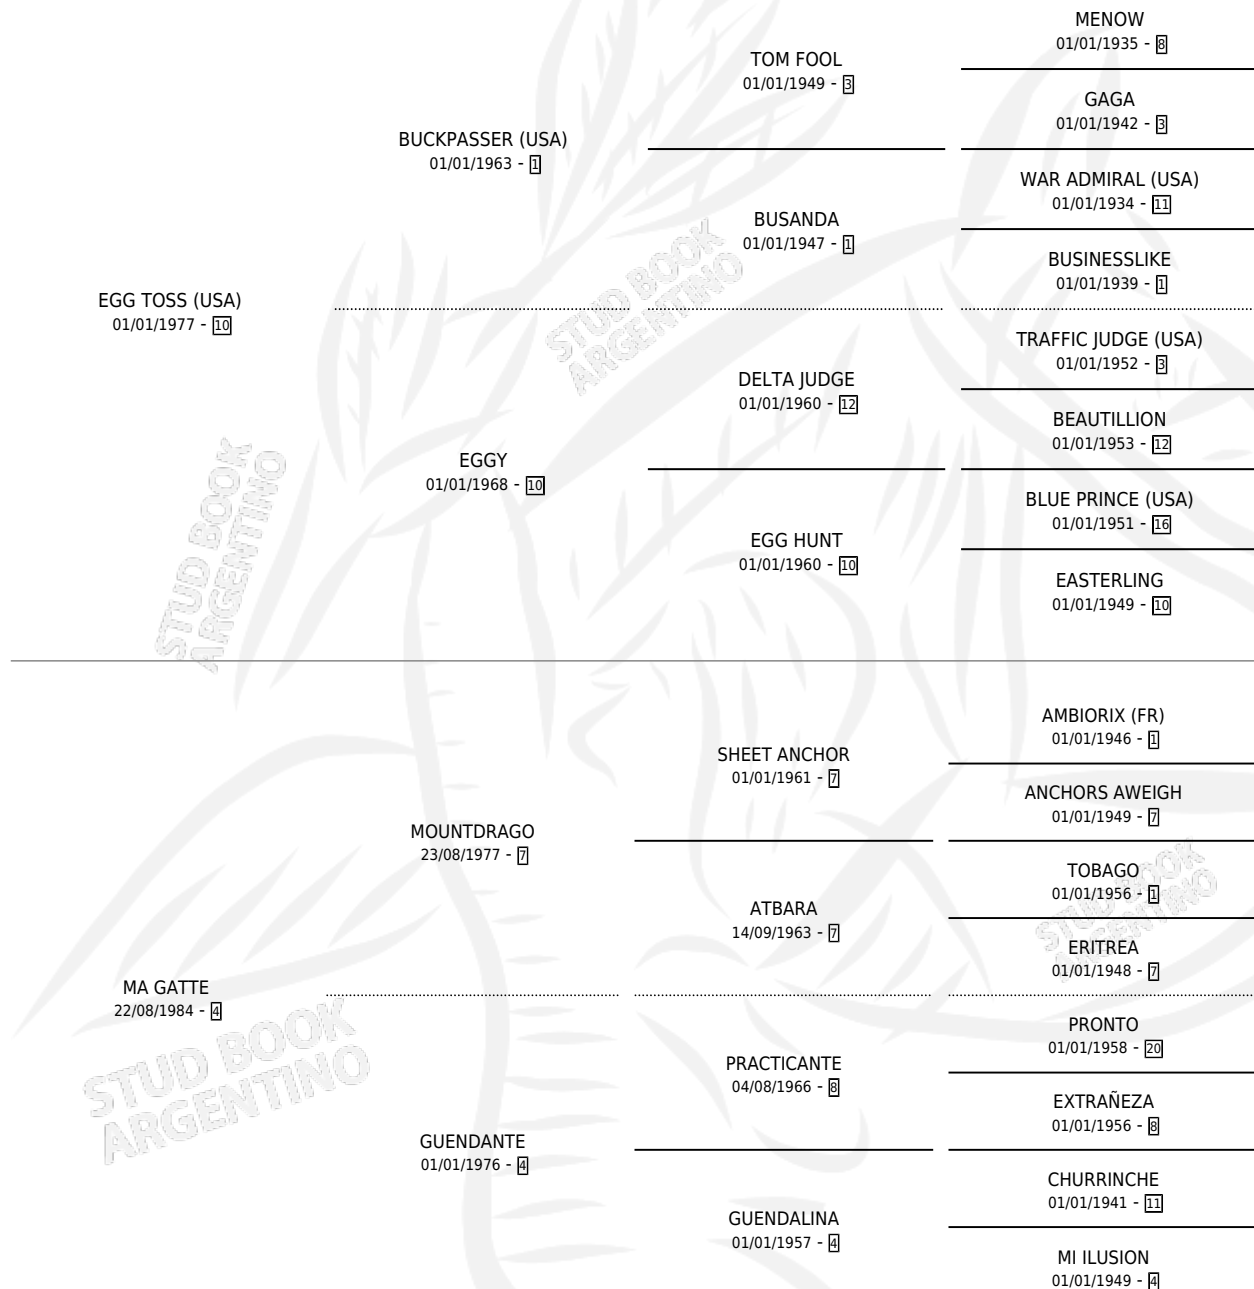 MENOW
01/01/1935 - 8
TOM FOOL
01/01/1949 - 3
GAGA
01/01/1942 - 3
BUCKPASSER (USA)
01/01/1963 - 1
WAR ADMIRAL (USA)
01/01/1934 - 11
BUSANDA
01/01/1947 - 1
BUSINESSLIKE
01/01/1939 - 1
EGG TOSS (USA)
01/01/1977 - 10
TRAFFIC JUDGE (USA)
01/01/1952 - 3
DELTA JUDGE
01/01/1960 - 12
BEAUTILLION
01/01/1953 - 12
EGGY
01/01/1968 - 10
BLUE PRINCE (USA)
01/01/1951 - 16
EGG HUNT
01/01/1960 - 10
EASTERLING
01/01/1949 - 10
STUD BOOK
ARGENTINO
STUD BOOK
ARGENTINO
AMBIORIX (FR)
01/01/1946 - 1
SHEET ANCHOR
01/01/1961 - 7
ANCHORS AWEIGH
01/01/1949 - 7
MOUNTDRAGO
23/08/1977 - 7
TOBAGO
01/01/1956 - 1
ATBARA
14/09/1963 - 7
ERITREA
01/01/1948 - 7
MA GATTE
22/08/1984 - 4
PRONTO
01/01/1958 - 20
PRACTICANTE
04/08/1966 - 8
EXTRAÑEZA
01/01/1956 - 8
GUENDANTE
01/01/1976 - 4
CHURRINCHE
01/01/1941 - 11
GUENDALINA
01/01/1957 - 4
MI ILUSION
01/01/1949 - 4
STUD BOOK
ARGENTINO
STUD BOOK
ARGENTINO